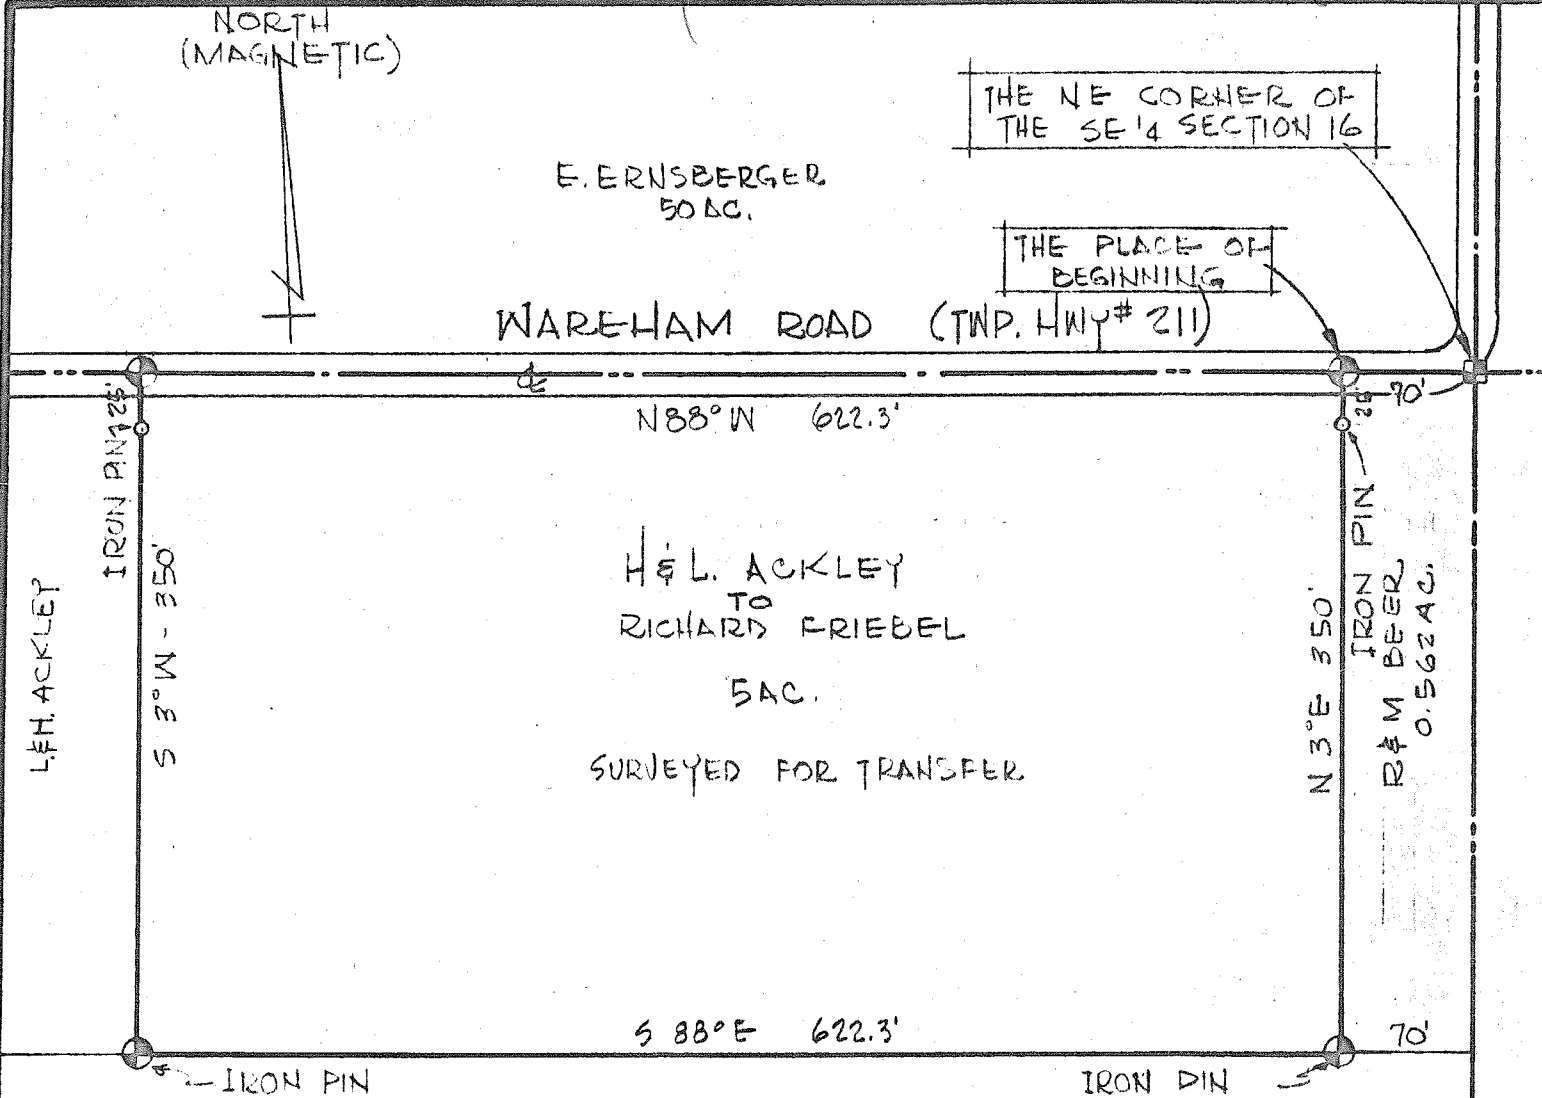 NORTH
(MAGNETIC)
THE NE CORNER OF
THE SE 1/4 SECTION 16
E. ERNSBERGER
50 AC.
THE PLACE OF
BEGINNING
WAREHAM ROAD (TWP. HWY # 211)
N 88° W 622.3'
70'
25'
25'
IRON PIN
IRON PIN
H & L. ACKLEY
TO
RICHARD FRIEBEL
5 AC.
SURVEYED FOR TRANSFER
L. & H. ACKLEY
S 3° W - 350'
N 3° E 350'
R & M BEER
0.562 AC.
S 88° E 622.3'
70'
IRON PIN
IRON PIN